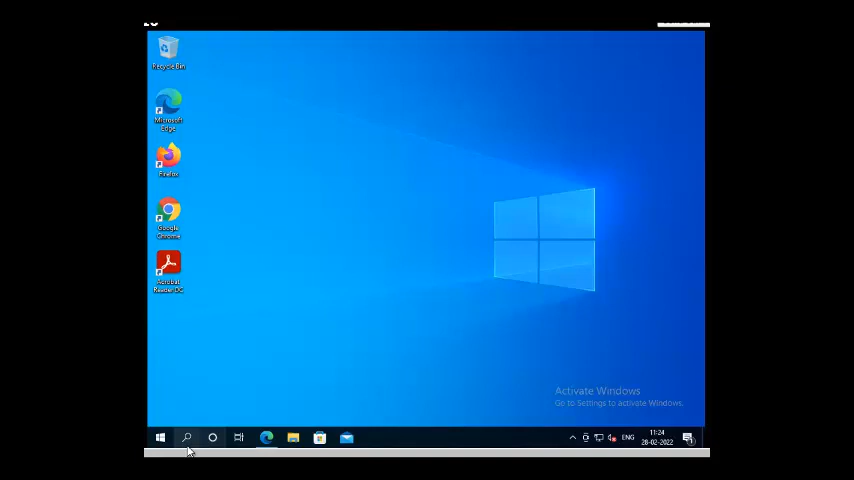 Recycle Bin
Microsoft
Edge
Firefox
Google
Chrome
Acrobat
Reader DC
Activate Windows
Go to Settings to activate Windows.
ENG
11:24
28-02-2022
1